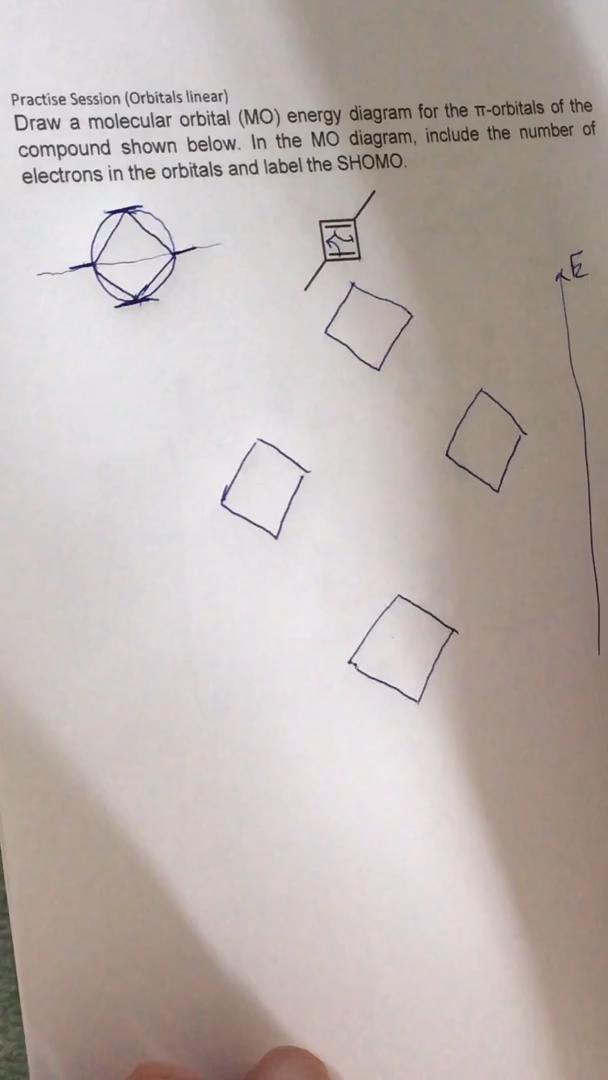 Practise Session (Orbitals linear)
Draw a molecular orbital (MO) energy diagram for the π-orbitals of the
compound shown below. In the MO diagram, include the number of
electrons in the orbitals and label the SHOMO.
E